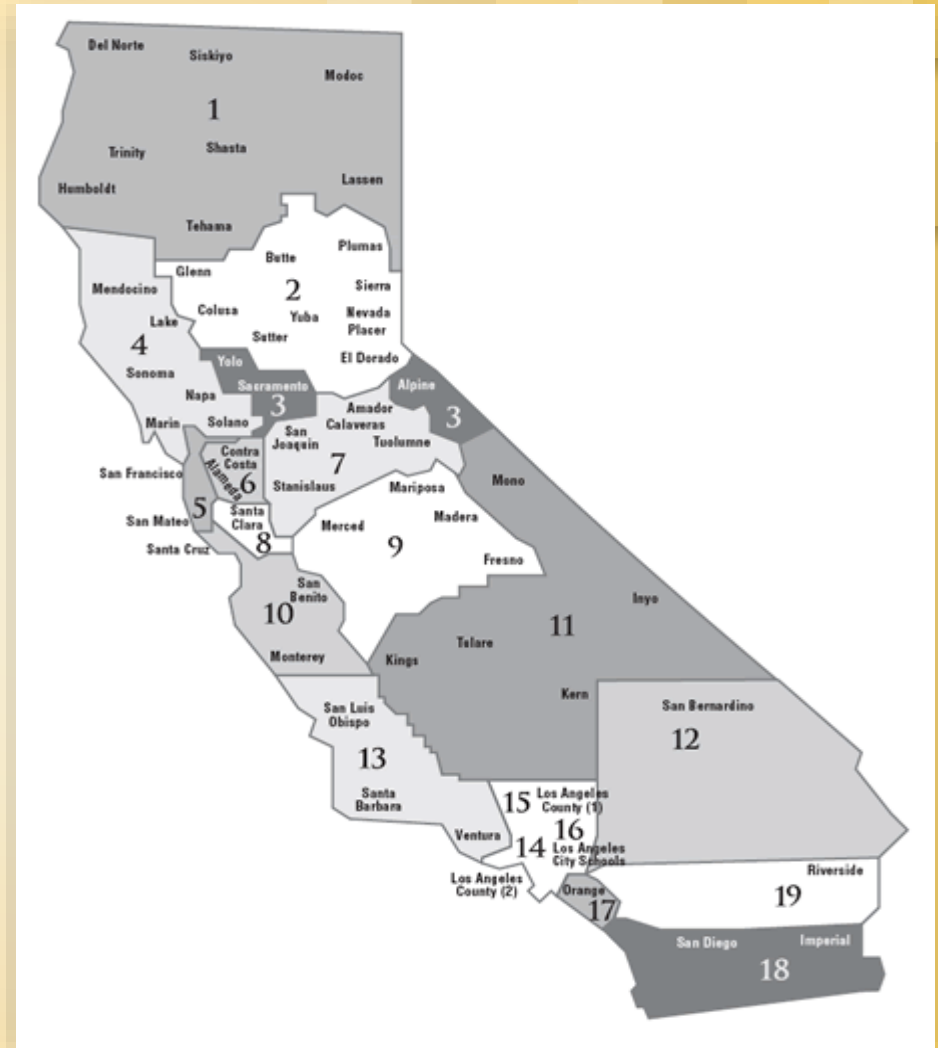 Del Norte
Siskiyo
Modoc
1
Trinity
Shasta
Lassen
Humboldt
Tehama
Plumas
Butte
Glenn
2
Sierra
Mendocino
Colusa
Yuba
Nevada
Placer
Lake
Sutter
4
El Dorado
Yolo
Sonoma
Sacramento
Alpine
Napa
3
Amador
3
Marin
Solano
Calaveras
San
Joaquin
Tuolumne
Contra
Costa
7
San Francisco
Alameda
6
Mono
Stanislaus
Mariposa
5
Santa
Clara
San Mateo
Merced
Madera
8
9
Santa Cruz
Fresno
San
Benito
Inyo
10
11
Tulare
Monterey
Kings
Kern
San Luis
Obispo
San Bernardino
12
13
Santa
Barbara
15
Los Angeles
County (1)
16
Ventura
14
Los Angeles
City Schools
Los Angeles
County (2)
Orange
17
Riverside
19
San Diego
Imperial
18